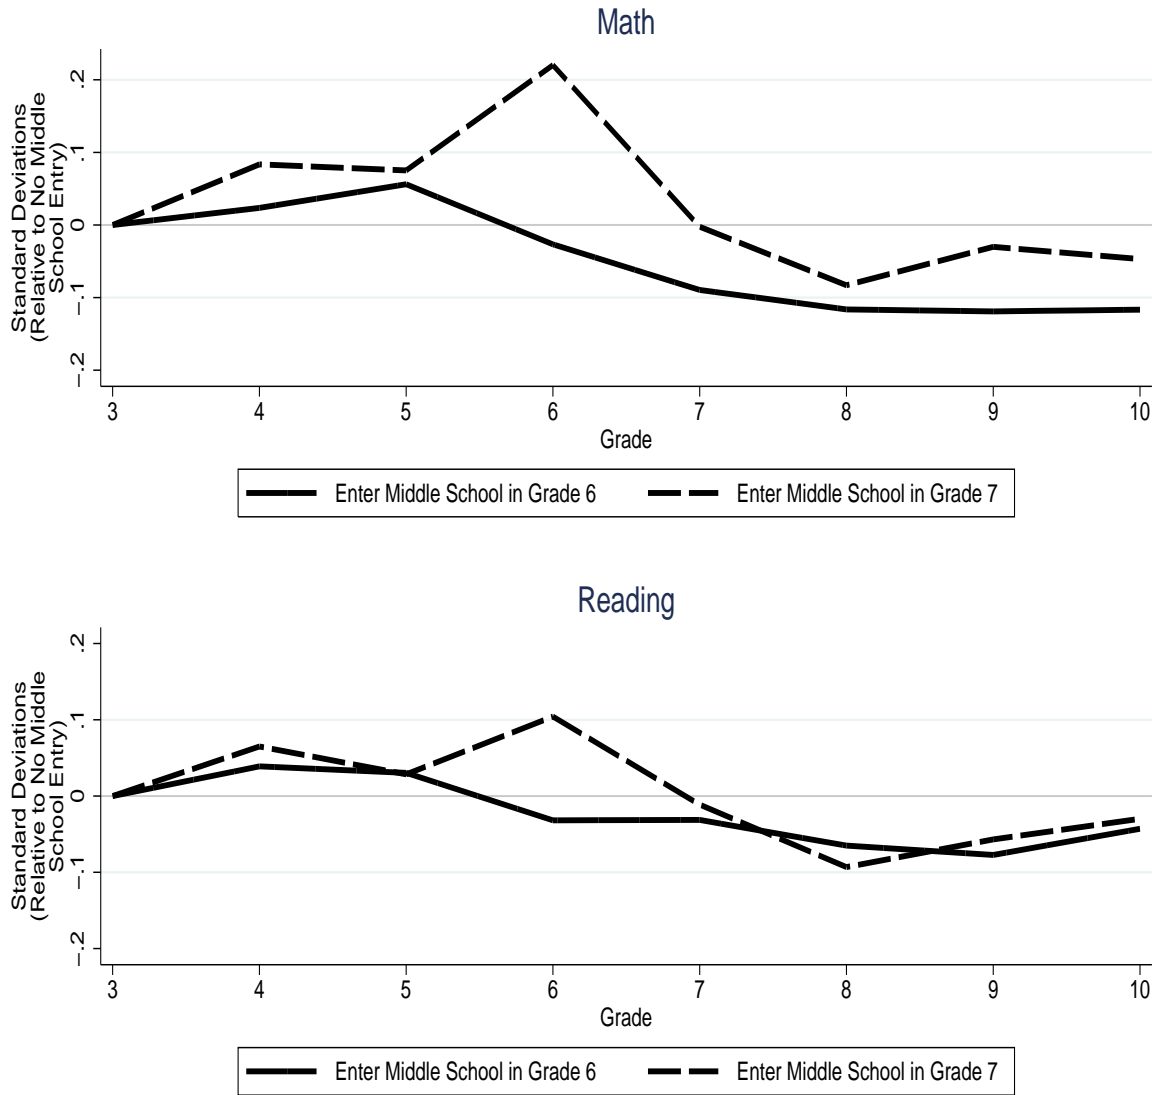 Math
Standard Deviations
(Relative to No Middle
School Entry)
.2
.1
0
−.1
−.2
3 4 5 6 7 8 9 10
Grade
Enter Middle School in Grade 6 Enter Middle School in Grade 7
Reading
Standard Deviations
(Relative to No Middle
School Entry)
.2
.1
0
−.1
−.2
3 4 5 6 7 8 9 10
Grade
Enter Middle School in Grade 6 Enter Middle School in Grade 7